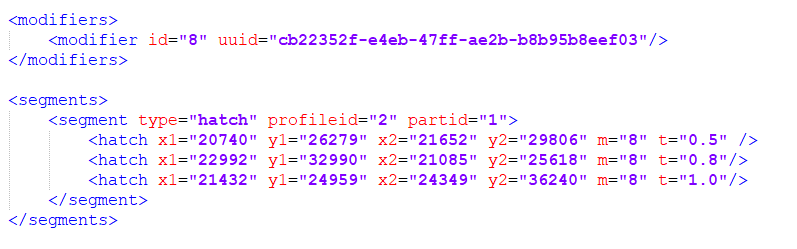 <modifiers>
<modifier id="8" uuid="cb22352f-e4eb-47ff-ae2b-b8b95b8eef03"/>
</modifiers>
<segments>
<segment type="hatch" profileid="2" partid="1">
<hatch x1="20740" y1="26279" x2="21652" y2="29806" m="8" t="0.5" />
<hatch x1="22992" y1="32990" x2="21085" y2="25618" m="8" t="0.8"/>
<hatch x1="21432" y1="24959" x2="24349" y2="36240" m="8" t="1.0"/>
</segment>
</segments>